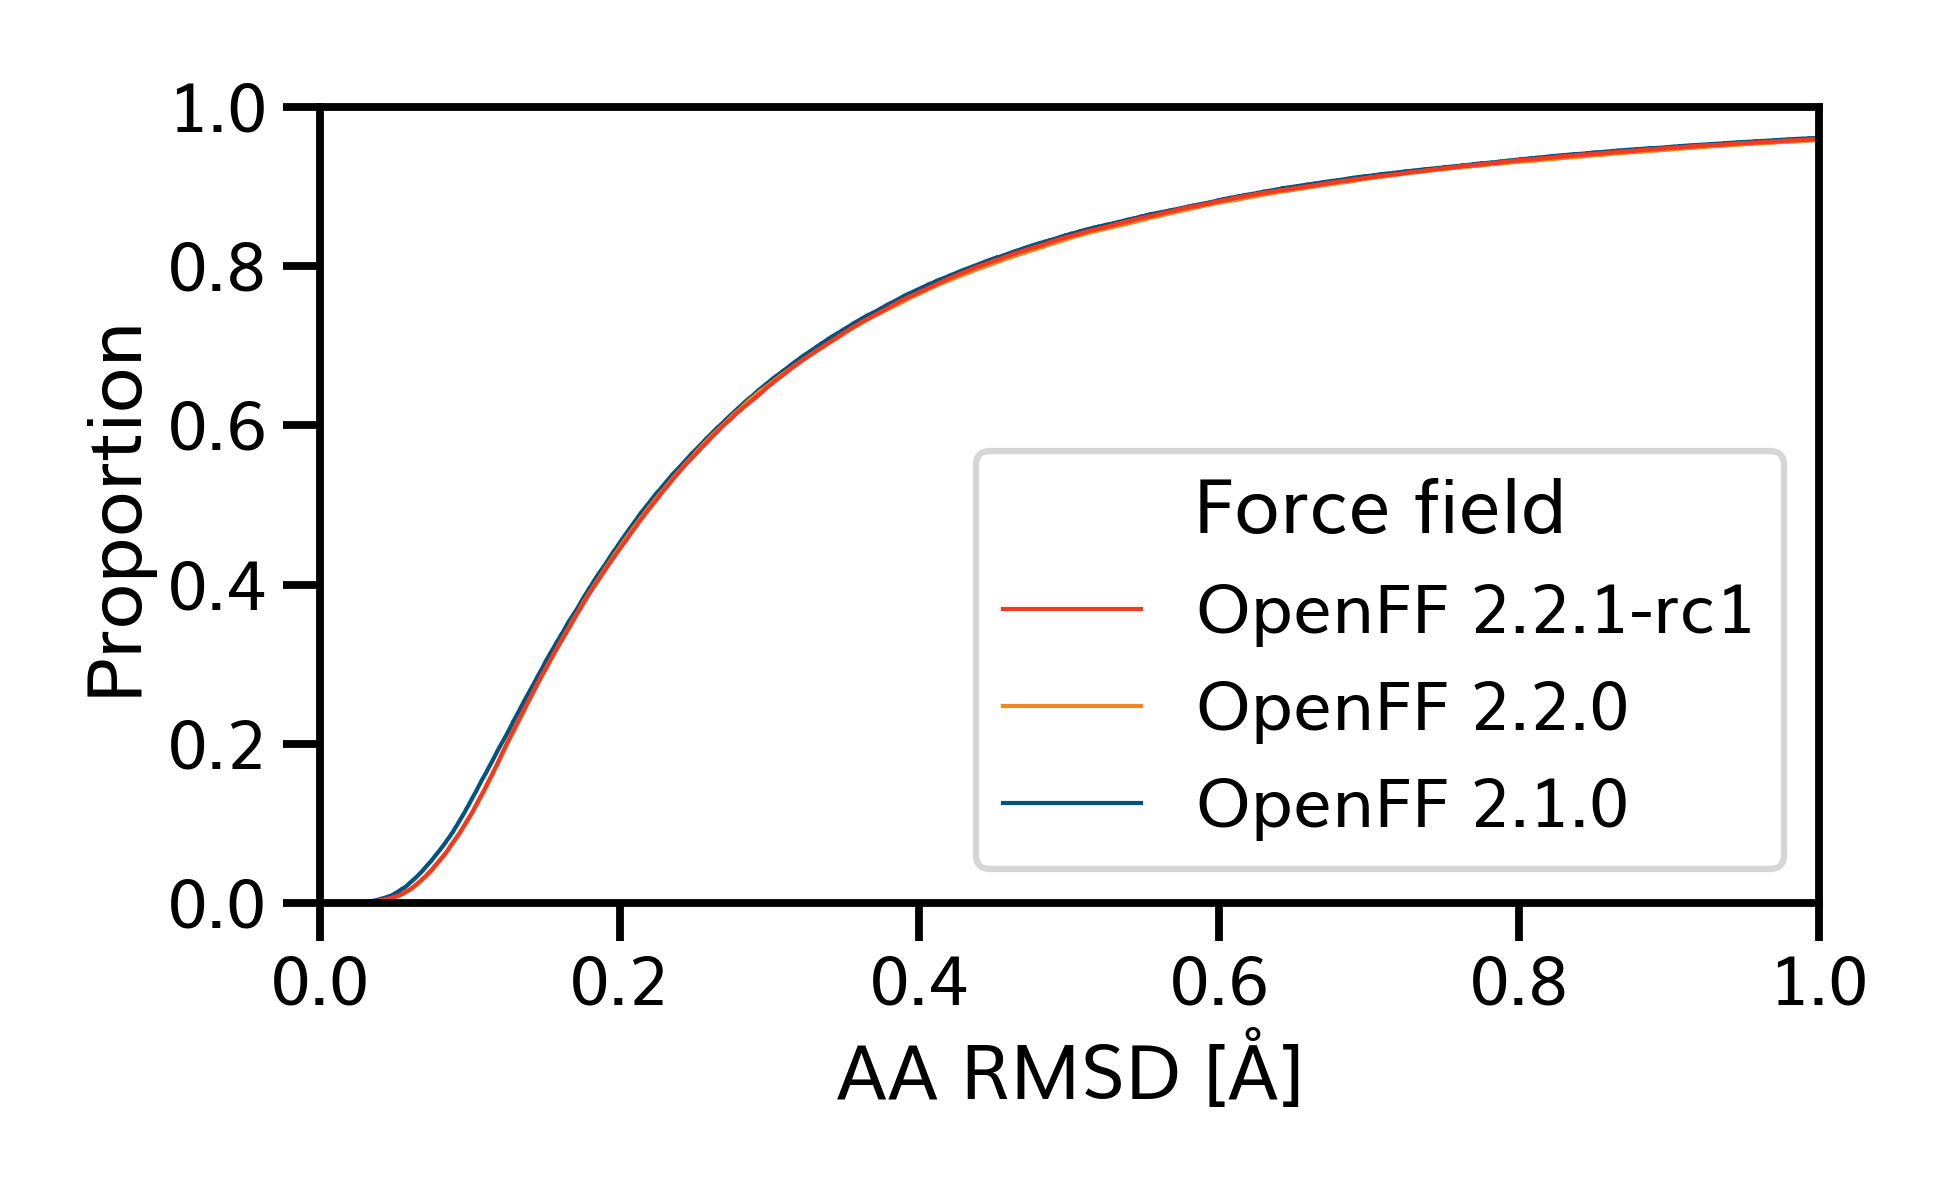 1.0
0.8
0.6
0.4
0.2
0.0
Proportion
0.0 0.2 0.4 0.6 0.8 1.0
AA RMSD [Å]
Force field
OpenFF 2.2.1-rc1
OpenFF 2.2.0
OpenFF 2.1.0